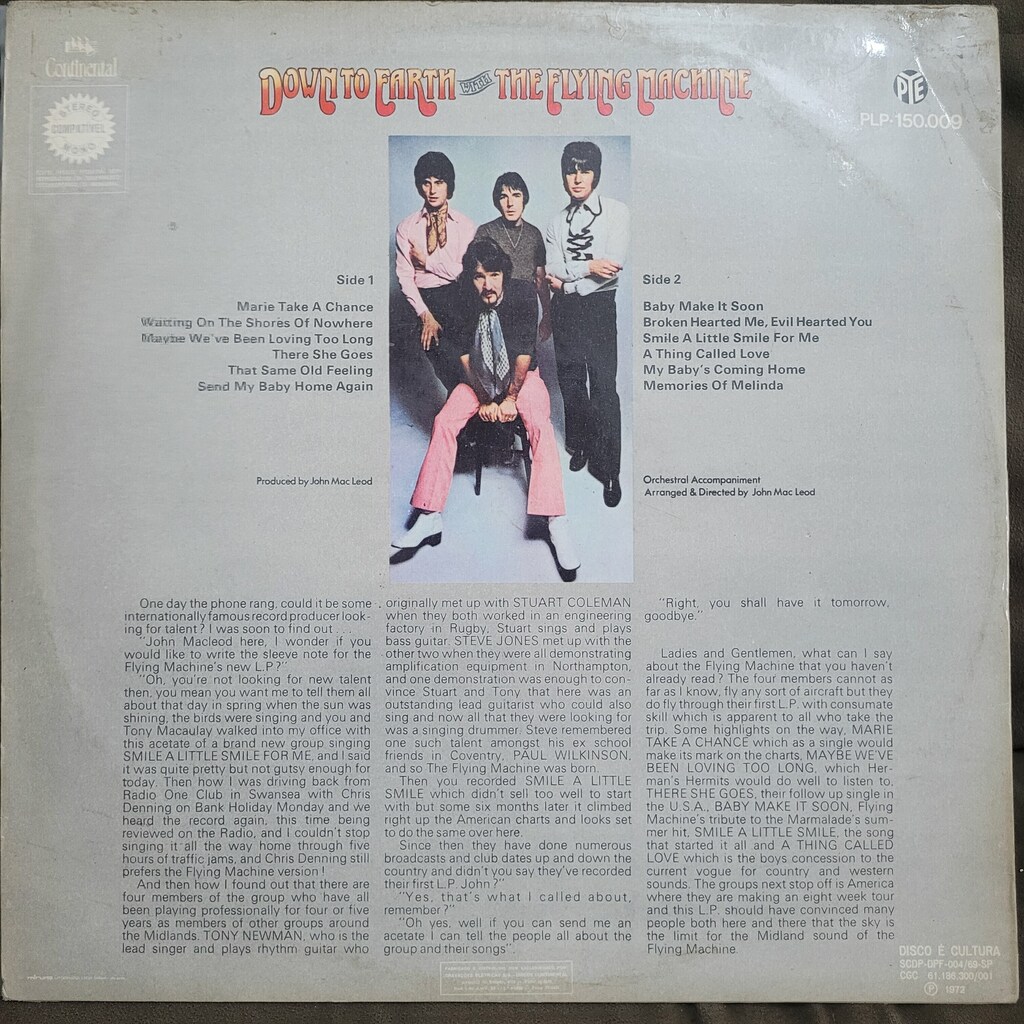 Continental
STEREO
COMPATIVEL
MONO
DOWN TO EARTH WITH THE FLYING MACHINE
PYE
PLP-150.009
Side 1
Marie Take A Chance
Waiting On The Shores Of Nowhere
Maybe We've Been Loving Too Long
There She Goes
That Same Old Feeling
Send My Baby Home Again
Side 2
Baby Make It Soon
Broken Hearted Me, Evil Hearted You
Smile A Little Smile For Me
A Thing Called Love
My Baby's Coming Home
Memories Of Melinda
Produced by John Mac Leod
Orchestral Accompaniment
Arranged & Directed by John Mac Leod
One day the phone rang, could it be some
internationally famous record producer look-
ing for talent? I was soon to find out . . .
"John Macleod here, I wonder if you
would like to write the sleeve note for the
Flying Machine's new L.P?"
"Oh, you're not looking for new talent
then, you mean you want me to tell them all
about that day in spring when the sun was
shining, the birds were singing and you and
Tony Macaulay walked into my office with
this acetate of a brand new group singing
SMILE A LITTLE SMILE FOR ME, and I said
it was quite pretty but not gutsy enough for
today. Then how I was driving back from
Radio One Club in Swansea with Chris
Denning on Bank Holiday Monday and we
heard the record again, this time being
reviewed on the Radio, and I couldn't stop
singing it all the way home through five
hours of traffic jams, and Chris Denning still
prefers the Flying Machine version!
And then how I found out that there are
four members of the group who have all
been playing professionally for four or five
years as members of other groups around
the Midlands. TONY NEWMAN, who is the
lead singer and plays rhythm guitar who
originally met up with STUART COLEMAN
when they both worked in an engineering
factory in Rugby. Stuart sings and plays
bass guitar. STEVE JONES met up with the
other two when they were all demonstrating
amplification equipment in Northampton,
and one demonstration was enough to con-
vince Stuart and Tony that here was an
outstanding lead guitarist who could also
sing and now all that they were looking for
was a singing drummer. Steve remembered
one such talent amongst his ex school
friends in Coventry, PAUL WILKINSON,
and so The Flying Machine was born.
Then you recorded SMILE A LITTLE
SMILE which didn't sell too well to start
with but some six months later it climbed
right up the American charts and looks set
to do the same over here.
Since then they have done numerous
broadcasts and club dates up and down the
country and didn't you say they've recorded
their first L.P. John?"
"Yes, that's what I called about,
remember?"
"Oh yes, well if you can send me an
acetate I can tell the people all about the
group and their songs".
"Right, you shall have it tomorrow,
goodbye."
Ladies and Gentlemen, what can I say
about the Flying Machine that you haven't
already read? The four members cannot as
far as I know, fly any sort of aircraft but they
do fly through their first L.P. with consumate
skill which is apparent to all who take the
trip. Some highlights on the way, MARIE
TAKE A CHANCE which as a single would
make its mark on the charts, MAYBE WE'VE
BEEN LOVING TOO LONG, which Her-
man's Hermits would do well to listen to,
THERE SHE GOES, their follow up single in
the U.S.A., BABY MAKE IT SOON, Flying
Machine's tribute to the Marmalade's sum-
mer hit, SMILE A LITTLE SMILE, the song
that started it all and A THING CALLED
LOVE which is the boys concession to the
current vogue for country and western
sounds. The groups next stop off is America
where they are making an eight week tour
and this L.P. should have convinced many
people both here and there that the sky is
the limit for the Midland sound of the
Flying Machine.
DISCO É CULTURA
SCDP-DPF-004/69-SP
CGC 61.186.300/001
Ⓟ 1972